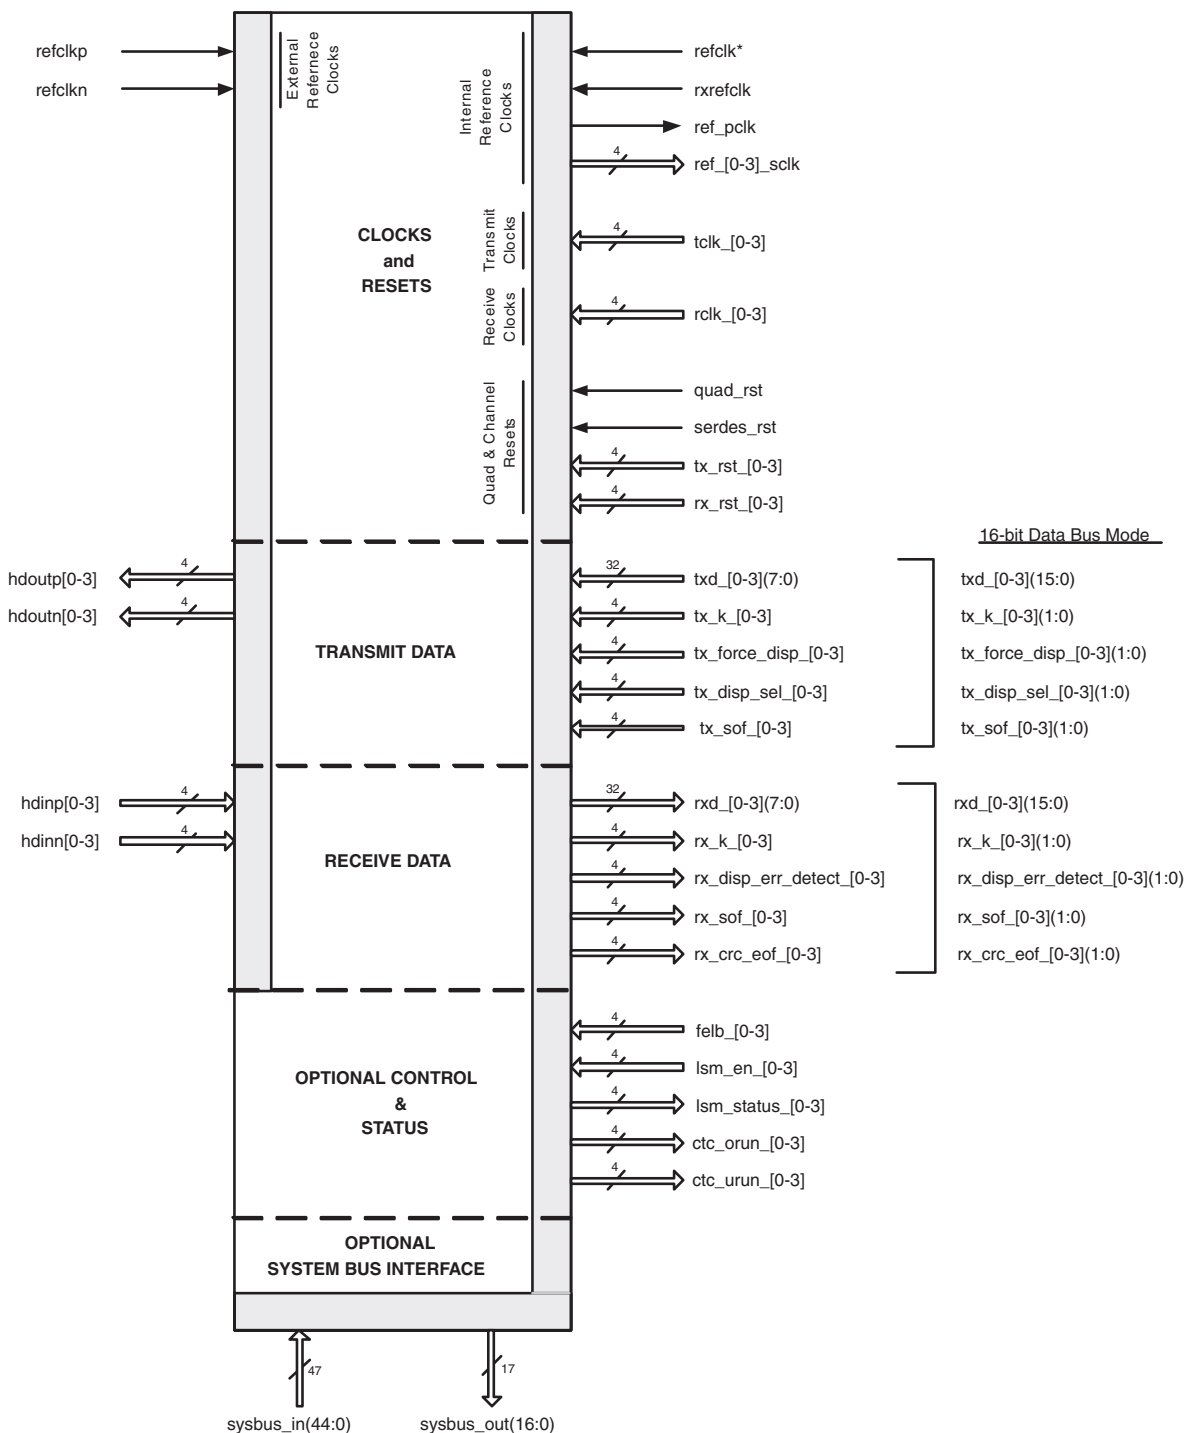 refclkp
refclkn
External
Refernece
Clocks
Internal
Reference
Clocks
refclk*
rxrefclk
ref_pclk
4
ref_[0-3]_sclk
CLOCKS
and
RESETS
Transmit
Clocks
4
tclk_[0-3]
Receive
Clocks
4
rclk_[0-3]
Quad & Channel
Resets
quad_rst
serdes_rst
4
tx_rst_[0-3]
4
rx_rst_[0-3]
16-bit Data Bus Mode
hdoutp[0-3]
4
hdoutn[0-3]
4
TRANSMIT DATA
32
txd_[0-3](7:0)
txd_[0-3](15:0)
4
tx_k_[0-3]
tx_k_[0-3](1:0)
4
tx_force_disp_[0-3]
tx_force_disp_[0-3](1:0)
4
tx_disp_sel_[0-3]
tx_disp_sel_[0-3](1:0)
4
tx_sof_[0-3]
tx_sof_[0-3](1:0)
hdinp[0-3]
4
hdinn[0-3]
4
RECEIVE DATA
32
rxd_[0-3](7:0)
rxd_[0-3](15:0)
4
rx_k_[0-3]
rx_k_[0-3](1:0)
4
rx_disp_err_detect_[0-3]
rx_disp_err_detect_[0-3](1:0)
4
rx_sof_[0-3]
rx_sof_[0-3](1:0)
4
rx_crc_eof_[0-3]
rx_crc_eof_[0-3](1:0)
OPTIONAL CONTROL
&
STATUS
4
felb_[0-3]
4
lsm_en_[0-3]
4
lsm_status_[0-3]
4
ctc_orun_[0-3]
4
ctc_urun_[0-3]
OPTIONAL
SYSTEM BUS INTERFACE
47
17
sysbus_in(44:0)
sysbus_out(16:0)